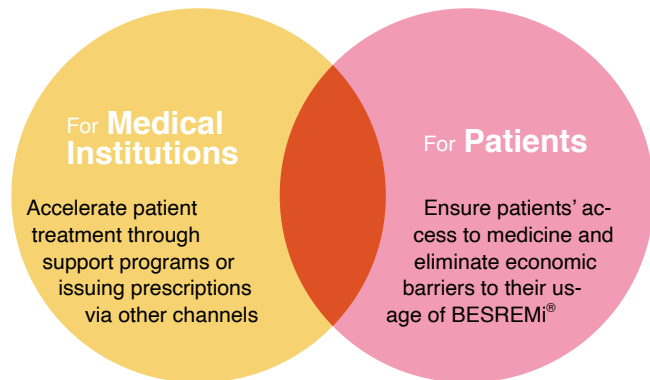 For Medical
Institutions
Accelerate patient
treatment through
support programs or
issuing prescriptions
via other channels
For Patients
Ensure patients’ ac-
cess to medicine and
eliminate economic
barriers to their us-
age of BESREMi®